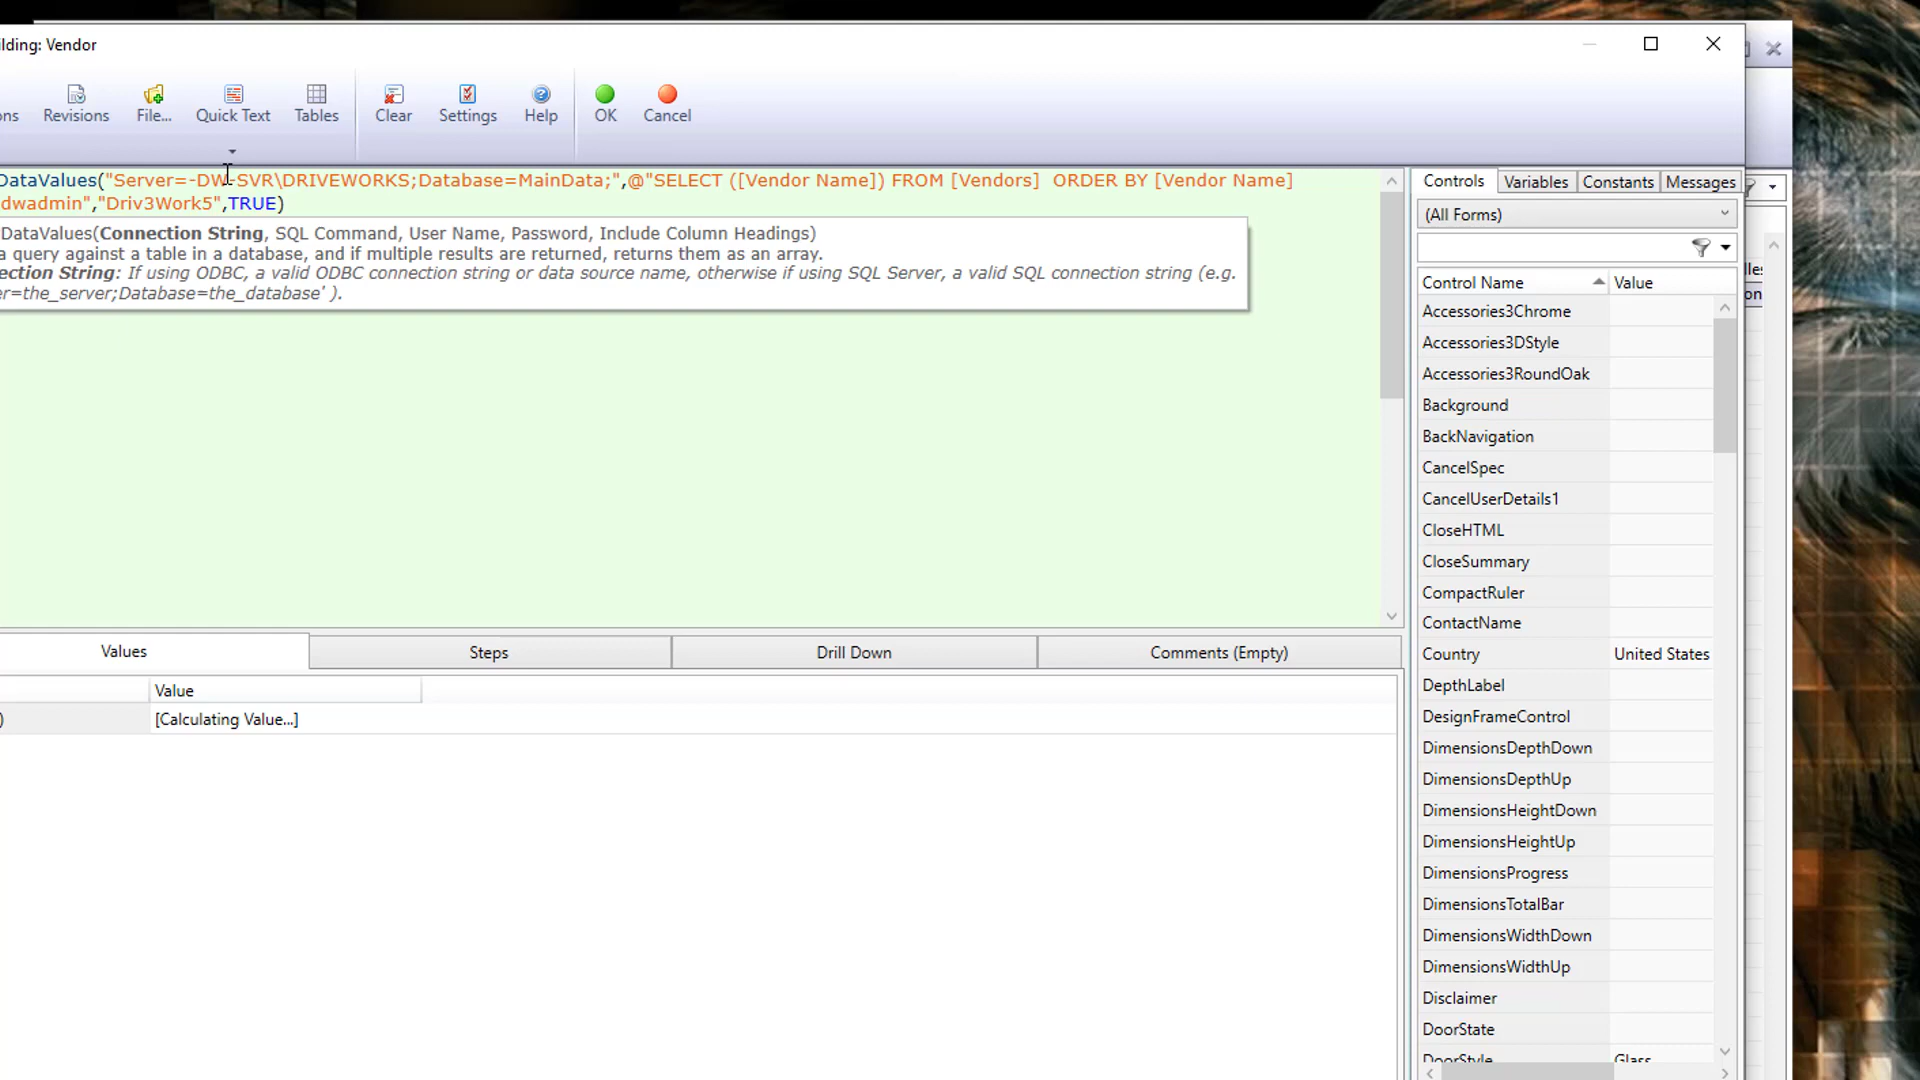 ilding: Vendor
ons
Revisions
File...
Quick Text
Tables
Clear
Settings
Help
OK
Cancel
DataValues("Server=-DW-SVR\DRIVEWORKS;Database=MainData;",@"SELECT ([Vendor Name]) FROM [Vendors]  ORDER BY [Vendor Name]
dwadmin","Driv3Work5",TRUE)
DataValues(Connection String, SQL Command, User Name, Password, Include Column Headings)
a query against a table in a database, and if multiple results are returned, returns them as an array.
ection String: If using ODBC, a valid ODBC connection string or data source name, otherwise if using SQL Server, a valid SQL connection string (e.g.
er=the_server;Database=the_database' ).
Values
Steps
Drill Down
Comments (Empty)
Value
)
[Calculating Value...]
Controls
Variables
Constants
Messages
(All Forms)
Control Name
Value
Accessories3Chrome
Accessories3DStyle
Accessories3RoundOak
Background
BackNavigation
CancelSpec
CancelUserDetails1
CloseHTML
CloseSummary
CompactRuler
ContactName
Country United States
DepthLabel
DesignFrameControl
DimensionsDepthDown
DimensionsDepthUp
DimensionsHeightDown
DimensionsHeightUp
DimensionsProgress
DimensionsTotalBar
DimensionsWidthDown
DimensionsWidthUp
Disclaimer
DoorState
DoorStyle Glass